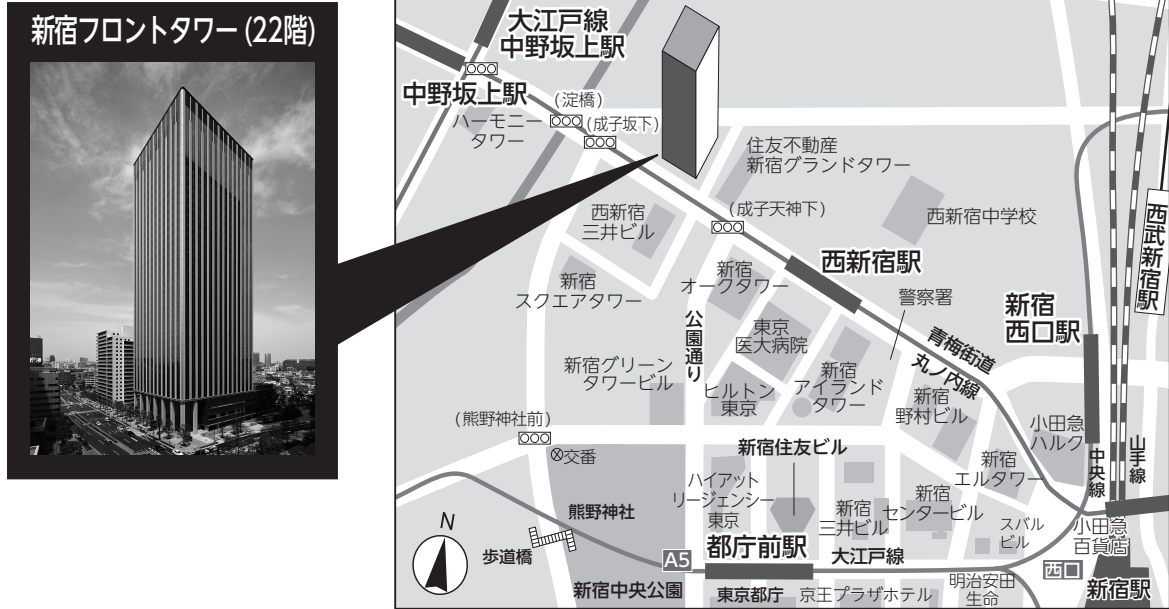 新宿フロントタワー (22階)
大江戸線
中野坂上駅
中野坂上駅
ハーモニー
タワー
(淀橋)
(成子坂下)
住友不動産
新宿グランドタワー
西新宿
三井ビル
(成子天神下)
西新宿中学校
西武新宿駅
新宿
スクエアタワー
新宿
オークタワー
西新宿駅
警察署
新宿
西口駅
公園通り
東京
医大病院
青梅街道
丸ノ内線
新宿グリーン
タワービル
ヒルトン
東京
新宿
アイランド
タワー
新宿
野村ビル
小田急
ハルク
(熊野神社前)
交番
新宿住友ビル
新宿
エルタワー
中央線
山手線
ハイアット
リージェンシー
東京
新宿
三井ビル
新宿
センタービル
スバル
ビル
小田急
百貨店
N
熊野神社
歩道橋
A5
都庁前駅
大江戸線
西口
新宿中央公園
東京都庁
京王プラザホテル
明治安田
生命
新宿駅